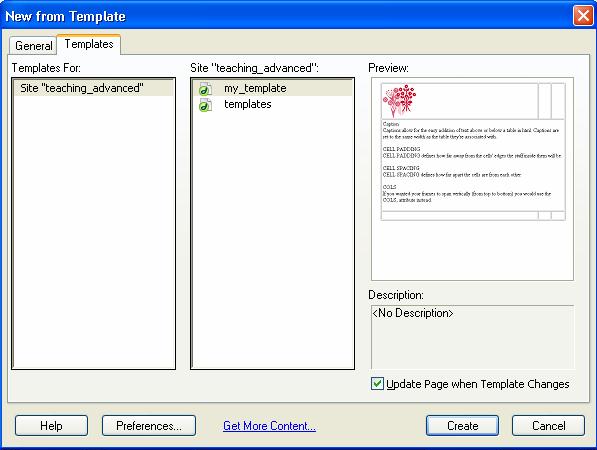 New from Template
General
Templates
Templates For:
Site "teaching_advanced"
Site "teaching_advanced":
my_template
templates
Preview:
Caption
Captions allow for the easy addition of text above or below a table in html. Captions are
set to the same width as the table they're associated with.
CELL PADDING
CELL PADDING defines how far away from the cells' edges the stuff inside them will be.
CELL SPACING
CELL SPACING defines how far apart the cells are from each other.
COLS
If you wanted your frames to span vertically (from top to bottom) you would use the
COLS, attribute instead.
Description:
<No Description>
Update Page when Template Changes
Help
Preferences...
Get More Content...
Create
Cancel